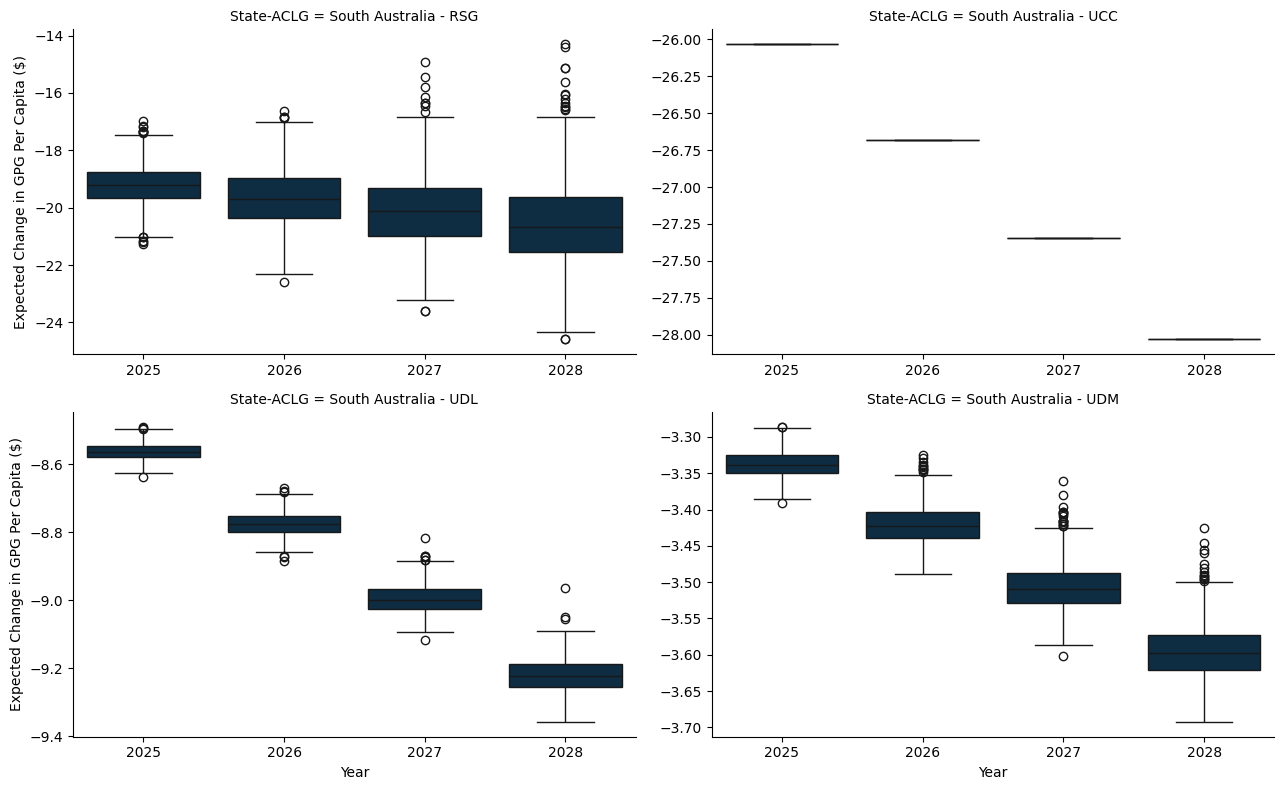 State-ACLG = South Australia - RSG
Expected Change in GPG Per Capita ($)
−14
−16
−18
−20
−22
−24
2025 2026 2027 2028
State-ACLG = South Australia - UCC
−26.00
−26.25
−26.50
−26.75
−27.00
−27.25
−27.50
−27.75
−28.00
2025 2026 2027 2028
State-ACLG = South Australia - UDL
Expected Change in GPG Per Capita ($)
−8.6
−8.8
−9.0
−9.2
−9.4
2025 2026 2027 2028
Year
State-ACLG = South Australia - UDM
−3.30
−3.35
−3.40
−3.45
−3.50
−3.55
−3.60
−3.65
−3.70
2025 2026 2027 2028
Year